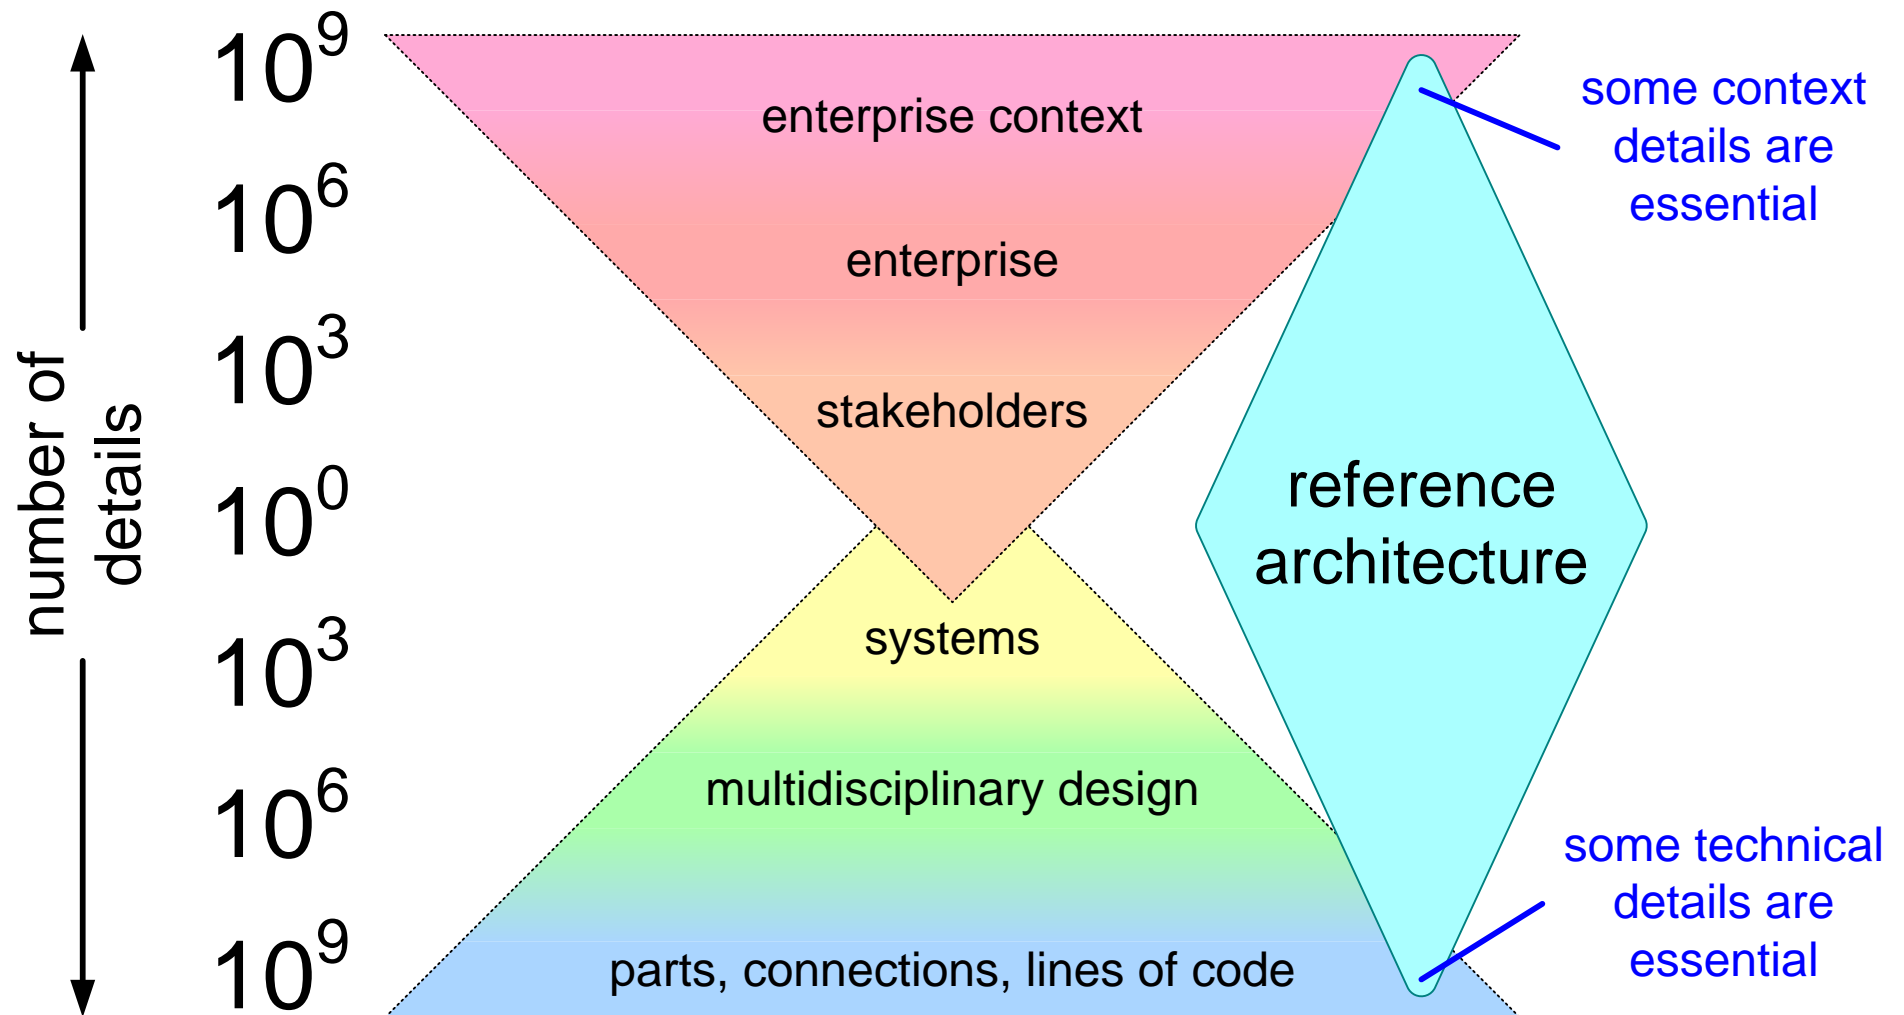 number of
details
10⁹
10⁶
10³
10⁰
10³
10⁶
10⁹
enterprise context
enterprise
stakeholders
systems
multidisciplinary design
parts, connections, lines of code
reference
architecture
some context
details are
essential
some technical
details are
essential